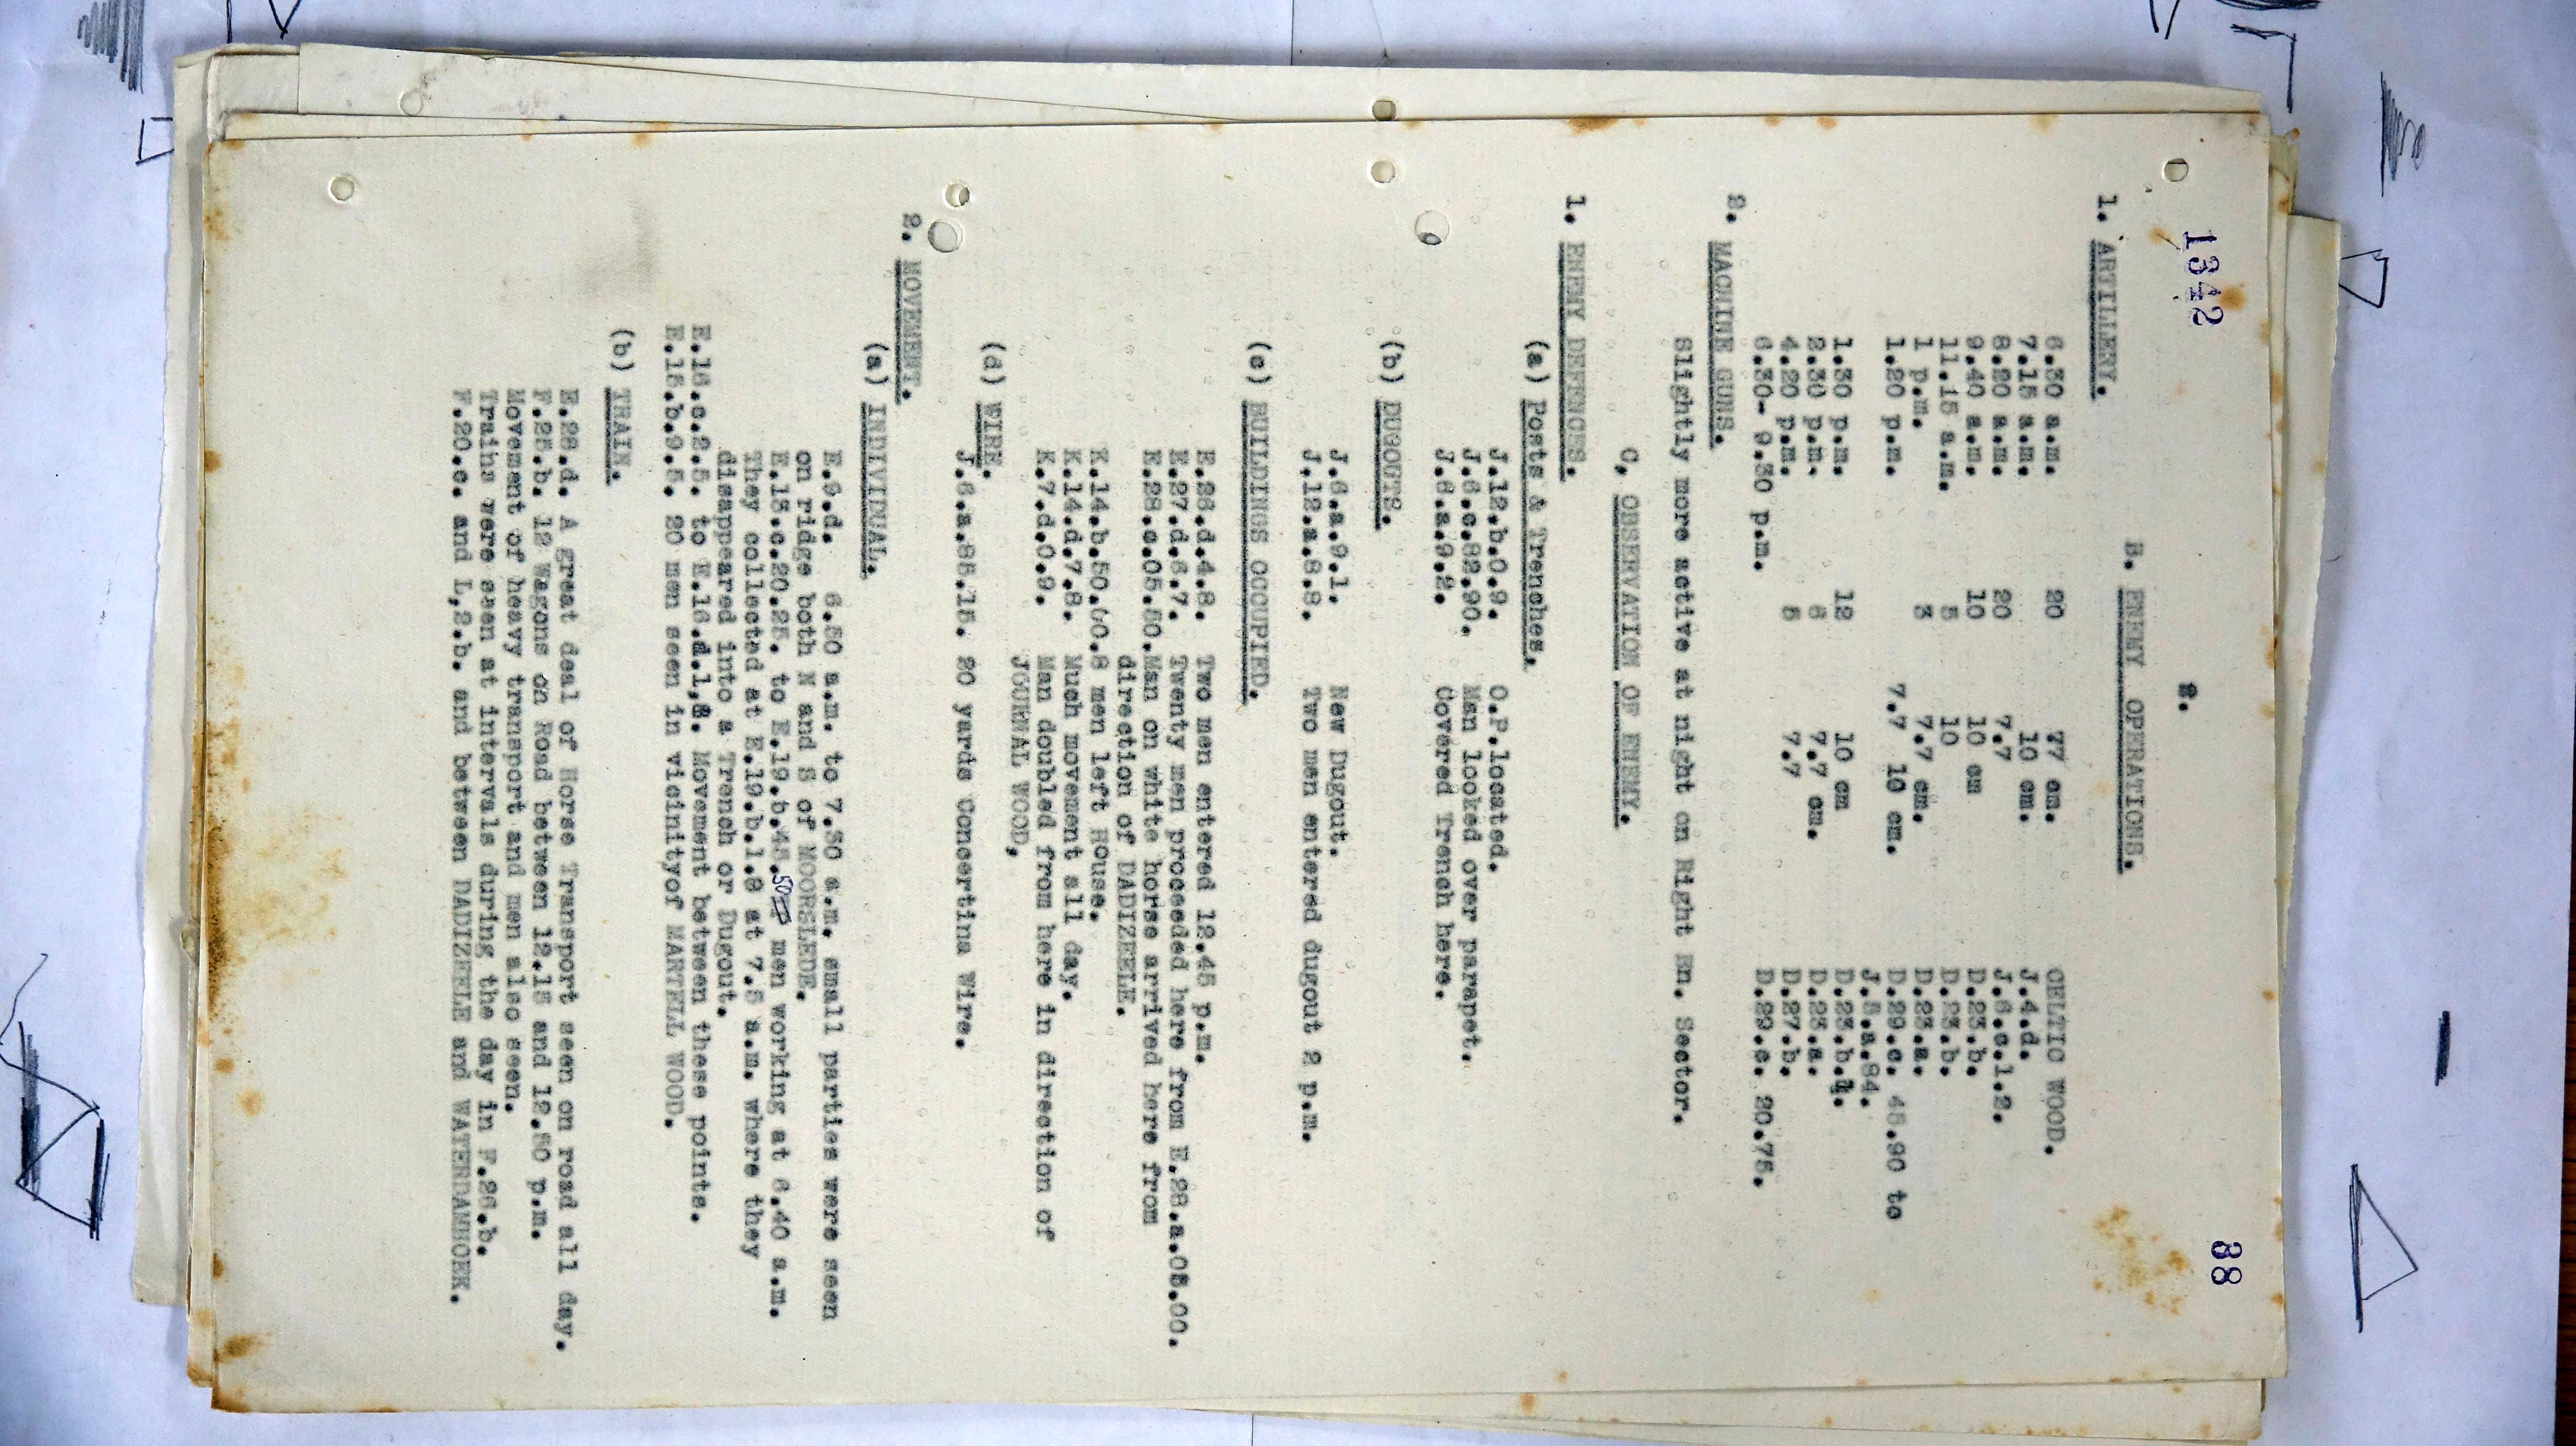 1342
88
2.
B. ENEMY OPERATIONS.
1. ARTILLERY.
6.30 a.m. 20 77 cm. CELTIC WOOD.
7.15 a.m. 10 cm. J.4.d.
8.20 a.m. 20 7.7 J.6.c.1.2.
9.40 a.m. 10 10 cm D.23.b.
11.15 a.m. 5 10 D.23.b.
1 p.m. 3 7.7 cm. D.23.a.
1.20 p.m. 7.7 10 cm. D.29.c. 45.90 to
J.5.a.84.
1.30 p.m. 12 10 cm D.23.b.1.
2.30 p.m. 6 7.7 cm. D.23.a.
4.20 p.m. 5 7.7 D.27.b.
6.30- 9.30 p.m. D.29.c. 20.75.
2. MACHINE GUNS.
Slightly more active at night on Right Bn. Sector.
C, OBSERVATION OF ENEMY.
1. ENEMY DEFENCES.
(a) Posts & Trenches,
J.12.b.0.9. O.P.located.
J.6.c.82.90. Man looked over parapet.
J.6.a.9.2. Covered Trench here.
(b) DUGOUTS.
J.6.a.9.1. New Dugout.
J.12.a.8.8. Two men entered dugout 2 p.m.
(c) BUILDINGS OCCUPIED.
E.26.d.4.8. Two men entered 12.45 p.m.
E.27.d.6.7. Twenty men proceeded here from E.28.a.08.00.
E.28.c.05.80.Man on white horse arrived here from
direction of DADIZEELE.
K.14.b.50.60.8 men left House.
K.14.d.7.8. Much movement all day.
K.7.d.0.9. Man doubled from here in direction of
JOURNAL WOOD,
(d) WIRE.
J.6.a.85.15. 20 yards Concertina Wire.
2. MOVEMENT.
(a) INDIVIDUAL.
E.9.d. 6.50 a.m. to 7.30 a.m. small parties were seen
on ridge both N and S of MOORSLEDE.
E.13.c.20.25. to E.19.b.45.50 men working at 6.40 a.m.
They collected at E.19.b.1.8 at 7.5 a.m. where they
disappeared into a Trench or Dugout.
E.16.c.2.5. to E.16.d.1,8. Movement between these points.
E.15.b.9.5. 20 men seen in vicinityof MARTELL WOOD.
(b) TRAIN.
E.28.d. A great deal of Horse Transport seen on road all day.
F.25.b. 12 Wagons on Road between 12.15 and 12.50 p.m.
Movement of heavy transport and men also seen.
Trains were seen at intervals during the day in F.26.b.
F.20.c. and L,2.b. and between DADIZEELE and WATERDAMHOEK.